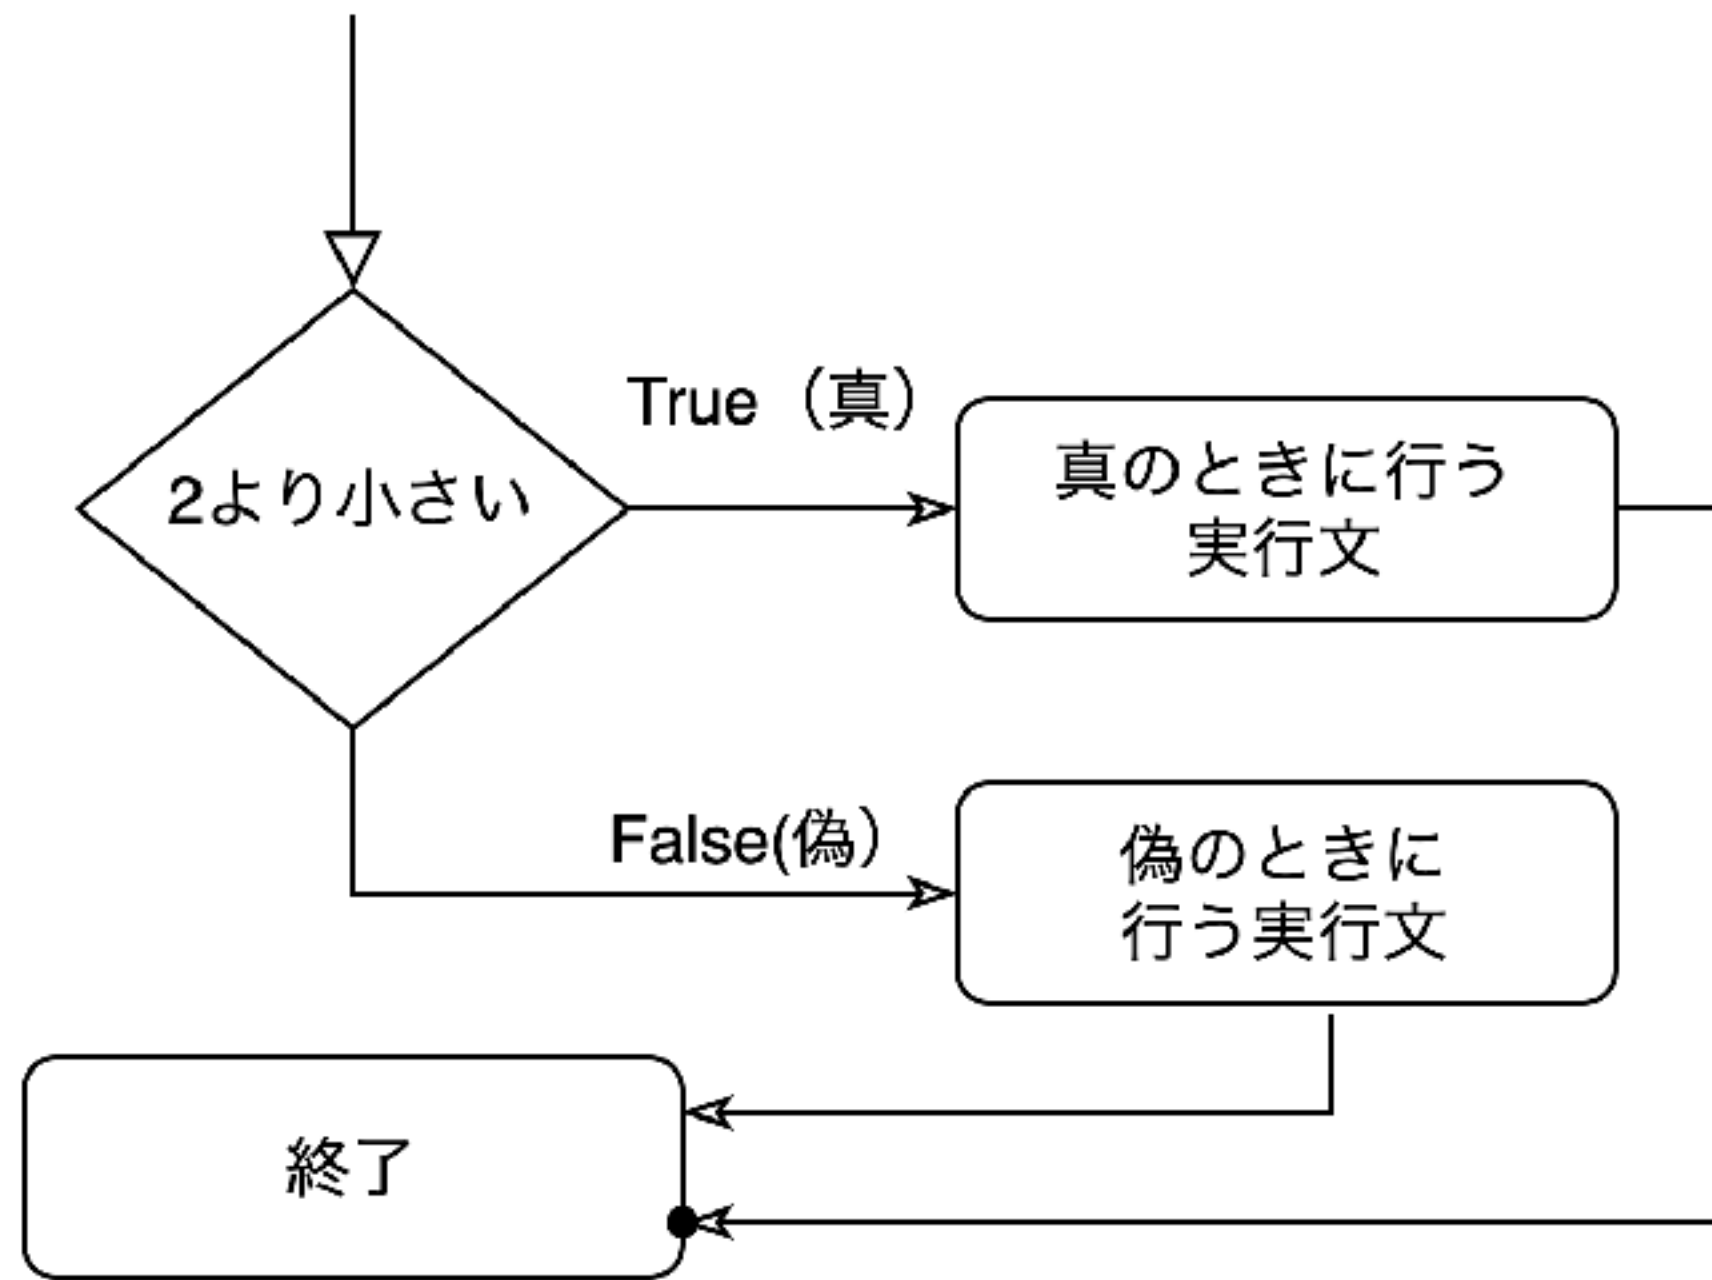 True（真）
2より小さい
真のときに行う
実行文
False(偽）
偽のときに
行う実行文
終了